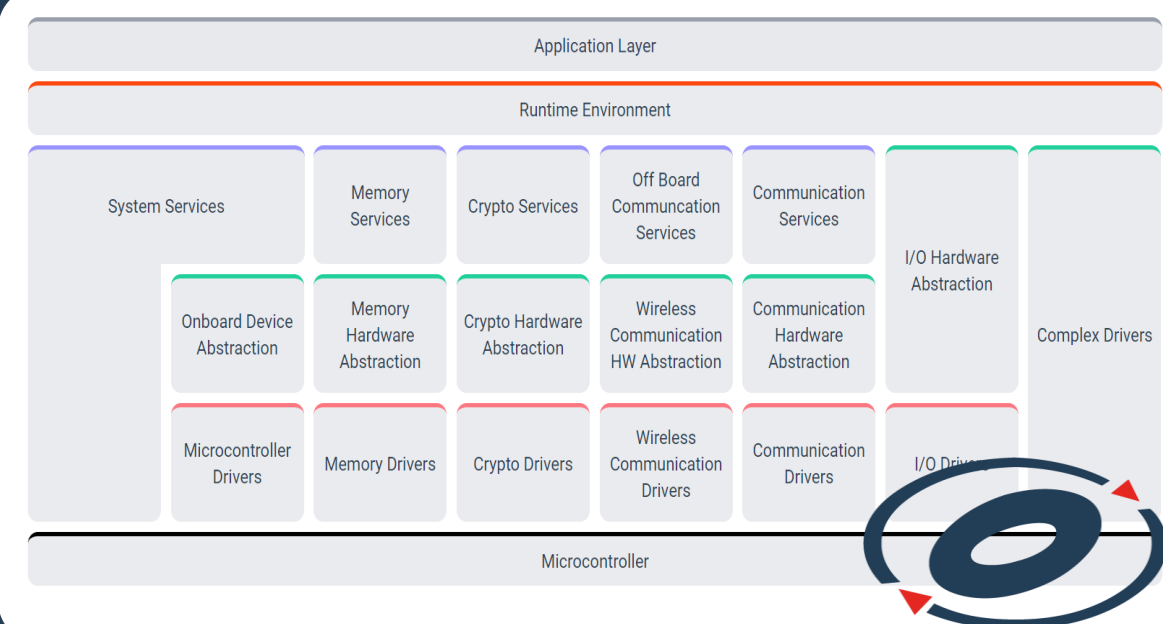 Application Layer
Runtime Environment
System Services
Memory
Services
Crypto Services
Off Board
Communcation
Services
Communication
Services
I/O Hardware
Abstraction
Complex Drivers
Onboard Device
Abstraction
Memory
Hardware
Abstraction
Crypto Hardware
Abstraction
Wireless
Communication
HW Abstraction
Communication
Hardware
Abstraction
Microcontroller
Drivers
Memory Drivers
Crypto Drivers
Wireless
Communication
Drivers
Communication
Drivers
I/O Drivers
Microcontroller